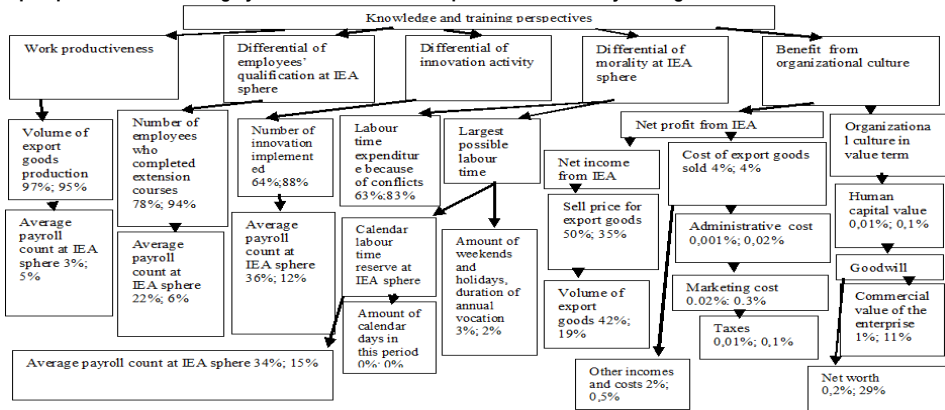 Knowledge and training perspectives
Work productiveness
Differential of
employees'
qualification at IEA
sphere
Differential of
innovation activity
Differential of
morality at IEA
sphere
Benefit from
organizational culture
Volume of
export goods
production
97%; 95%
Number of
employees
who
completed
extension
courses
78%; 94%
Number of
innovation
implement
ed
64%;88%
Labour
time
expenditur
e because
of conflicts
63%;83%
Largest
possible
labour
time
Net profit from IEA
Net income
from IEA
Cost of export goods
sold 4%; 4%
Organizationa
l culture in
value term
Average
payroll
count at IEA
sphere 3%;
5%
Average
payroll
count at
IEA sphere
22%; 6%
Average
payroll
count at
IEA sphere
36%; 12%
Calendar
labour
time
reserve at
IEA sphere
Amount of
weekends
and
holidays,
duration of
annual
vocation
3%; 2%
Sell price for
export goods
50%; 35%
Administrative cost
0,001%; 0,02%
Human
capital value
0,01%; 0,1%
Goodwill
Volume of
export
goods 42%;
19%
Marketing cost
0.02%; 0.3%
Commercial
value of the
enterprise
1%; 11%
Amount of
calendar
days in
this period
0%; 0%
Taxes
0,01%; 0,1%
Average payroll count at IEA sphere 34%; 15%
Other incomes
and costs 2%;
0,5%
Net worth
0,2%; 29%